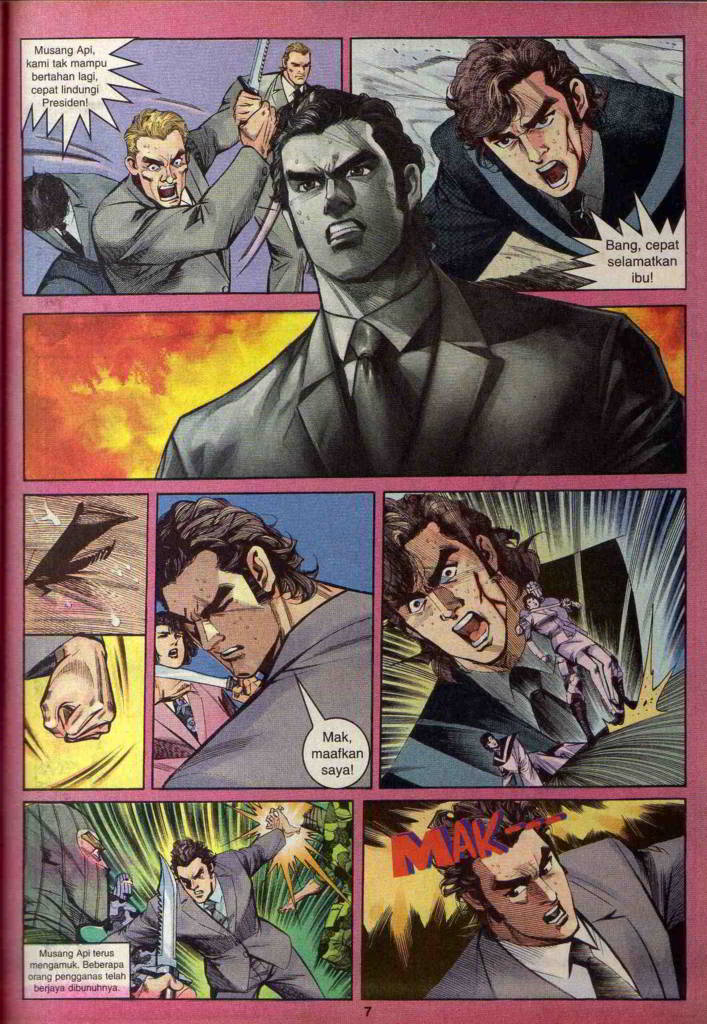 Musang Api,
kami tak mampu
bertahan lagi,
cepat lindungi
Presiden!
Bang, cepat
selamatkan
ibu!
Mak,
maafkan
saya!
Musang Api terus
mengamuk. Beberapa
orang pengganas telah
berjaya dibunuhnya.
MAK---
7